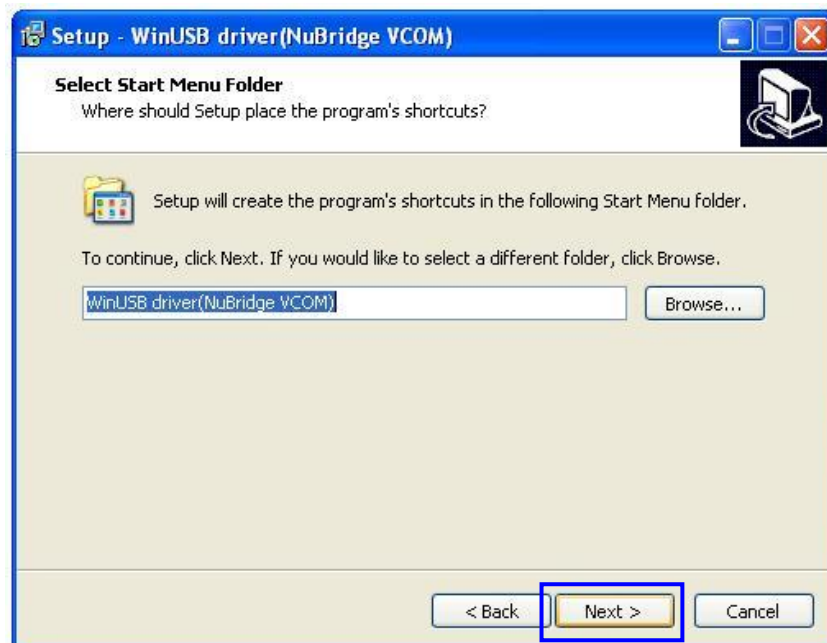 Setup - WinUSB driver(NuBridge VCOM)
Select Start Menu Folder
Where should Setup place the program's shortcuts?
Setup will create the program's shortcuts in the following Start Menu folder.
To continue, click Next. If you would like to select a different folder, click Browse.
WinUSB driver(NuBridge VCOM)
Browse...
< Back
Next >
Cancel